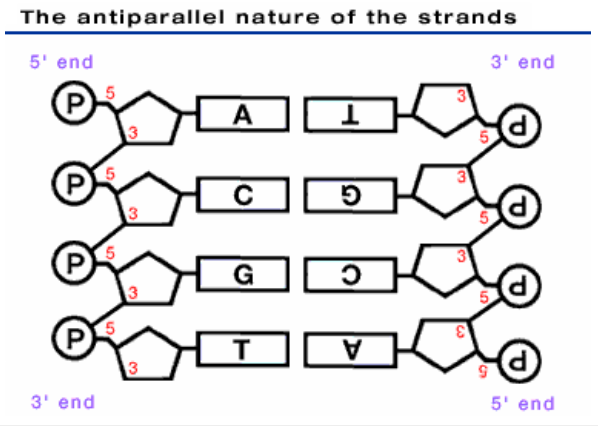 The antiparallel nature of the strands
5' end 3' end
P 5 3 A T 3 5 P
P 5 3 C G 3 5 P
P 5 3 G C 3 5 P
P 5 3 T A 3 5 P
3' end 5' end